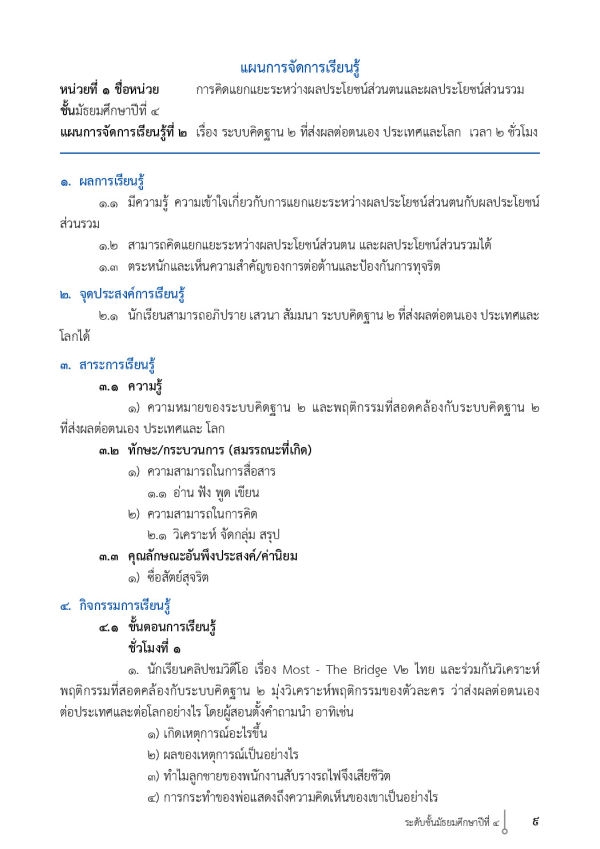 แผนการจัดการเรียนรู้
หน่วยที่ ๑ ชื่อหน่วย การคิดแยกแยะระหว่างผลประโยชน์ส่วนตนและผลประโยชน์ส่วนรวม
ชั้นมัธยมศึกษาปีที่ ๔
แผนการจัดการเรียนรู้ที่ ๒ เรื่อง ระบบคิดฐาน ๒ ที่ส่งผลต่อตนเอง ประเทศและโลก เวลา ๒ ชั่วโมง
๑. ผลการเรียนรู้
๑.๑ มีความรู้ ความเข้าใจเกี่ยวกับการแยกแยะระหว่างผลประโยชน์ส่วนตนกับผลประโยชน์
ส่วนรวม
๑.๒ สามารถคิดแยกแยะระหว่างผลประโยชน์ส่วนตน และผลประโยชน์ส่วนรวมได้
๑.๓ ตระหนักและเห็นความสำคัญของการต่อต้านและป้องกันการทุจริต
๒. จุดประสงค์การเรียนรู้
๒.๑ นักเรียนสามารถอภิปราย เสวนา สัมมนา ระบบคิดฐาน ๒ ที่ส่งผลต่อตนเอง ประเทศและ
โลกได้
๓. สาระการเรียนรู้
๓.๑ ความรู้
๑) ความหมายของระบบคิดฐาน ๒ และพฤติกรรมที่สอดคล้องกับระบบคิดฐาน ๒
ที่ส่งผลต่อตนเอง ประเทศและ โลก
๓.๒ ทักษะ/กระบวนการ (สมรรถนะที่เกิด)
๑) ความสามารถในการสื่อสาร
๑.๑ อ่าน ฟัง พูด เขียน
๒) ความสามารถในการคิด
๒.๑ วิเคราะห์ จัดกลุ่ม สรุป
๓.๓ คุณลักษณะอันพึงประสงค์/ค่านิยม
๑) ซื่อสัตย์สุจริต
๔. กิจกรรมการเรียนรู้
๔.๑ ขั้นตอนการเรียนรู้
ชั่วโมงที่ ๑
๑. นักเรียนคลิปชมวิดีโอ เรื่อง Most - The Bridge V๒ ไทย และร่วมกันวิเคราะห์
พฤติกรรมที่สอดคล้องกับระบบคิดฐาน ๒ มุ่งวิเคราะห์พฤติกรรมของตัวละคร ว่าส่งผลต่อตนเอง
ต่อประเทศและต่อโลกอย่างไร โดยผู้สอนตั้งคำถามนำ อาทิเช่น
๑) เกิดเหตุการณ์อะไรขึ้น
๒) ผลของเหตุการณ์เป็นอย่างไร
๓) ทำไมลูกชายของพนักงานสับรางรถไฟจึงเสียชีวิต
๔) การกระทำของพ่อแสดงถึงความคิดเห็นของเขาเป็นอย่างไร
ระดับชั้นมัธยมศึกษาปีที่ ๔ ๕